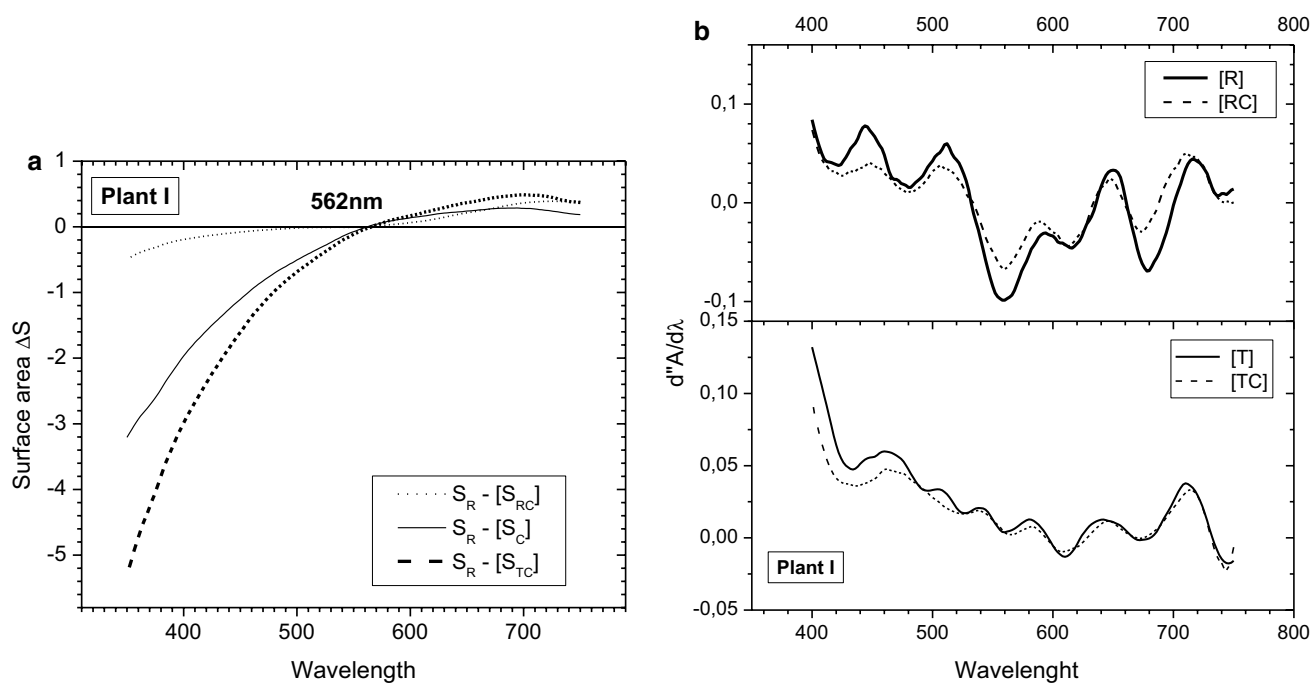 a
1
0
-1
-2
-3
-4
-5
Surface area ΔS
Plant I
562nm
S_R - [S_RC]
S_R - [S_C]
S_R - [S_TC]
400 500 600 700
Wavelength
b
400 500 600 700 800
0,1
0,0
-0,1
[R]
[RC]
0,15
0,10
0,05
0,00
-0,05
d"A/dλ
[T]
[TC]
Plant I
400 500 600 700 800
Wavelenght